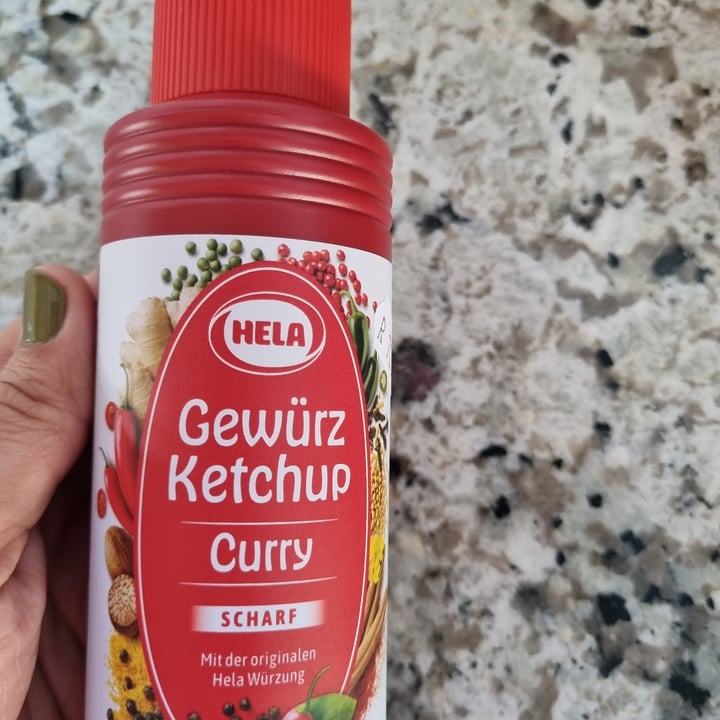 HELA
Gewürz
Ketchup
Curry
SCHARF
Mit der originalen
Hela Würzung